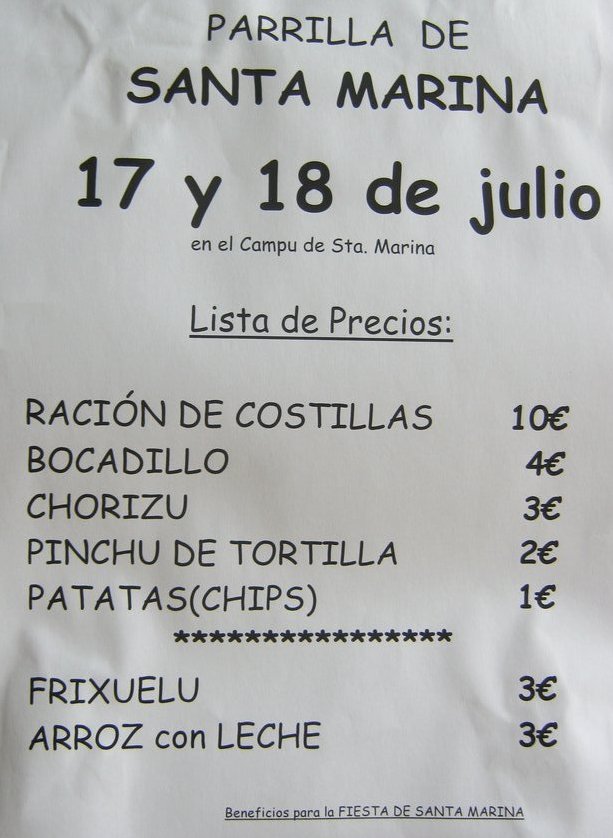 PARRILLA DE
SANTA MARINA
17 y 18 de julio
en el Campu de Sta. Marina
Lista de Precios:
RACIÓN DE COSTILLAS 10€
BOCADILLO 4€
CHORIZU 3€
PINCHU DE TORTILLA 2€
PATATAS(CHIPS) 1€
****************
FRIXUELU 3€
ARROZ con LECHE 3€
Beneficios para la FIESTA DE SANTA MARINA